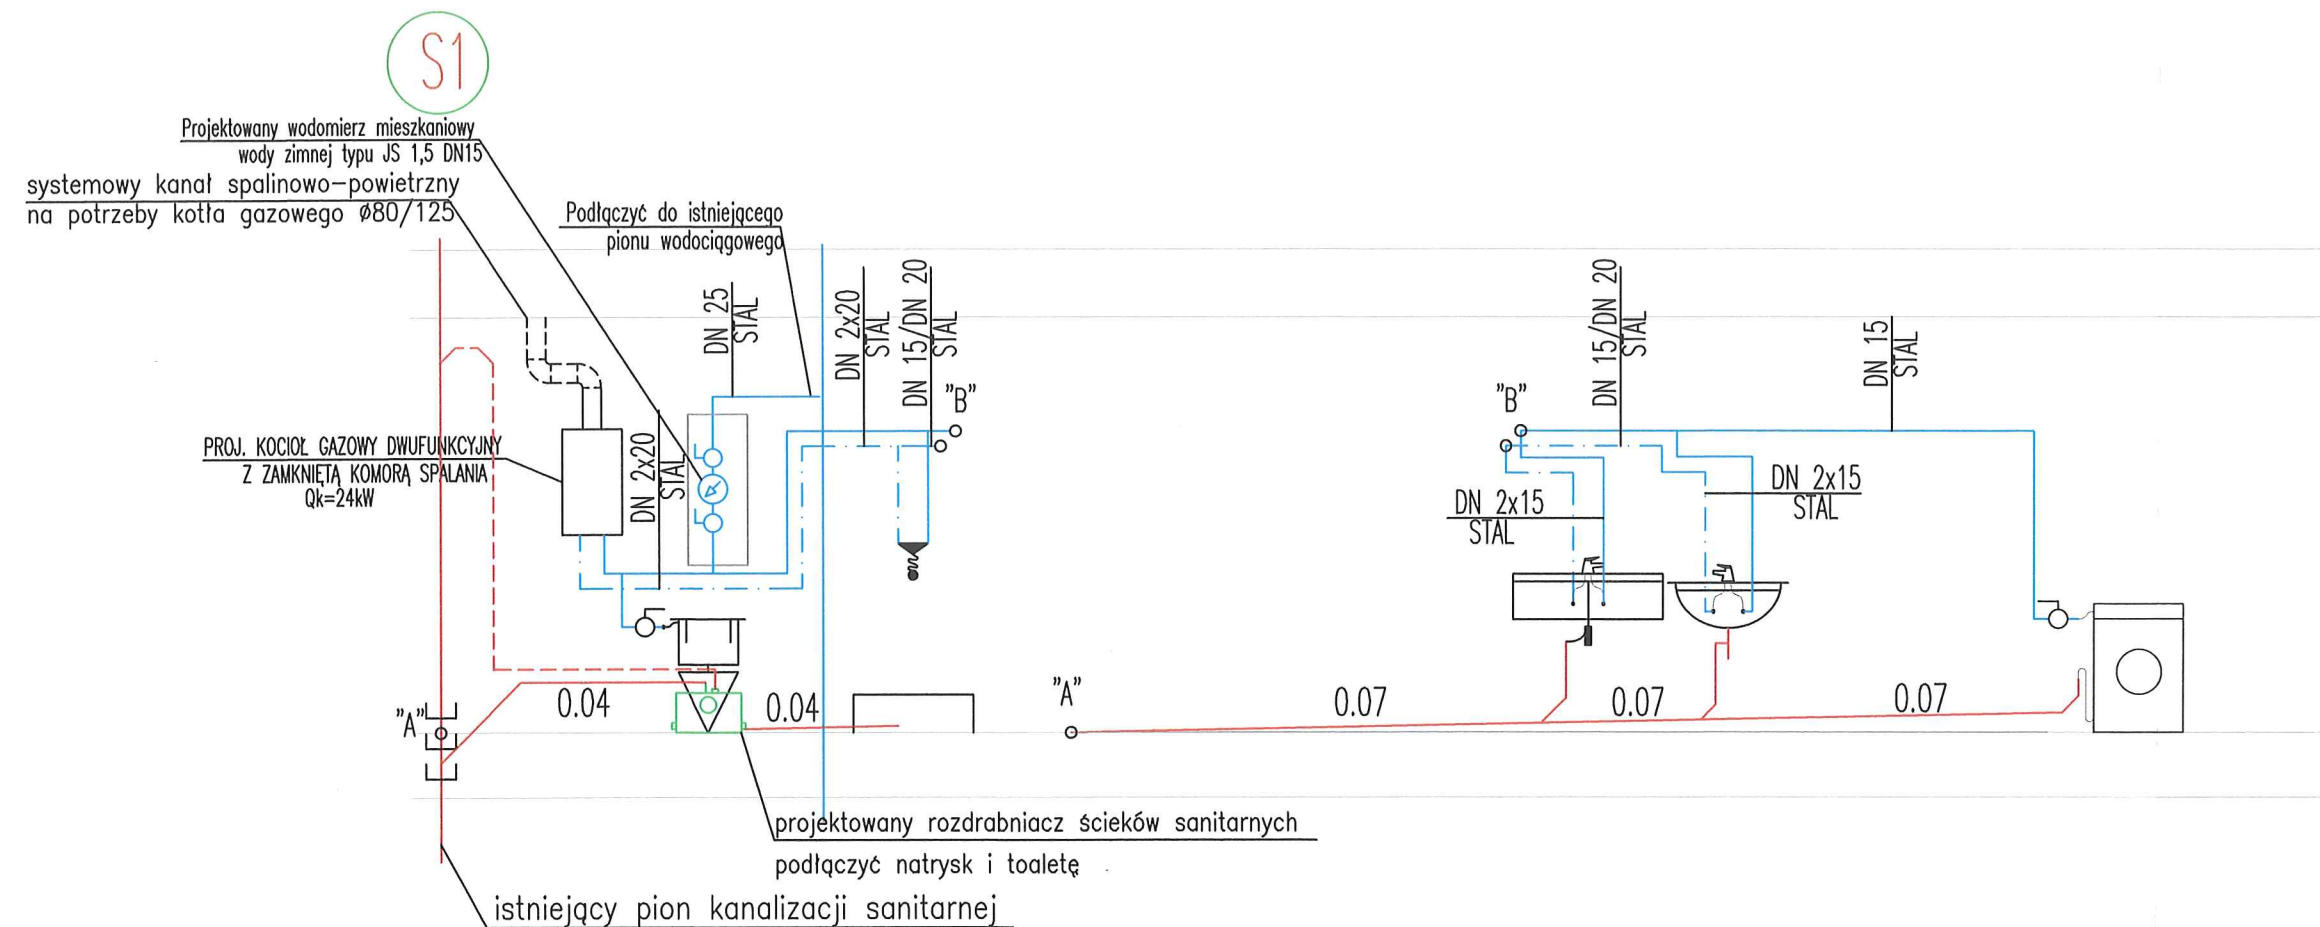 S1
Projektowany wodomierz mieszkaniowy
wody zimnej typu JS 1,5 DN15
systemowy kanał spalinowo-powietrzny
na potrzeby kotła gazowego Ø80/125
Podłączyć do istniejącego
pionu wodociągowego
DN 25
STAL
DN 2x20
STAL
DN 15/DN 20
STAL
"B"
PROJ. KOCIOŁ GAZOWY DWUFUNKCYJNY
Z ZAMKNIĘTĄ KOMORĄ SPALANIA
Qk=24kW
DN 2x20
STAL
"B"
DN 15/DN 20
STAL
DN 15
STAL
DN 2x15
STAL
DN 2x15
STAL
"A"
0.04
0.04
"A"
0.07
0.07
0.07
projektowany rozdrabniacz ścieków sanitarnych
podłączyć natrysk i toaletę
istniejący pion kanalizacji sanitarnej